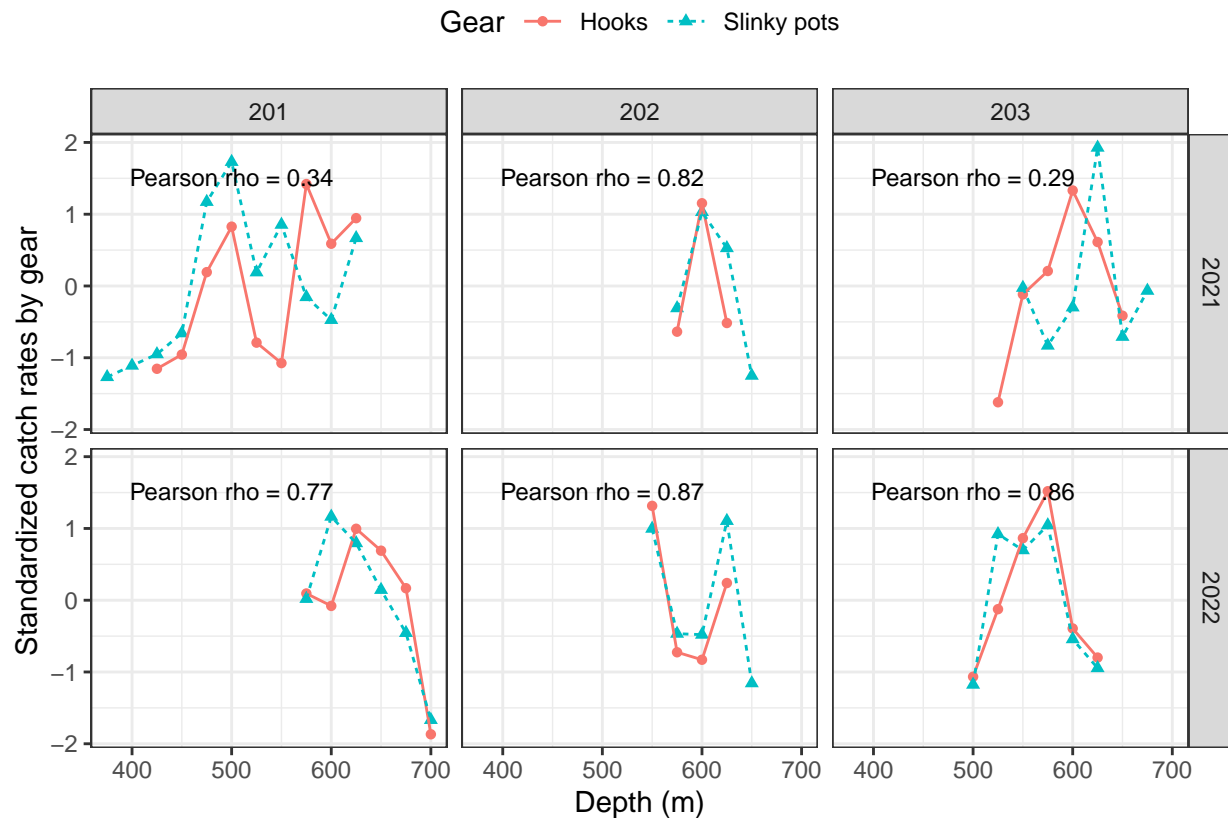 Gear Hooks Slinky pots
201 202 203
Standardized catch rates by gear
2 1 0 −1 −2
Pearson rho = 0.34
Pearson rho = 0.82
Pearson rho = 0.29
2021
2 1 0 −1 −2
Pearson rho = 0.77
Pearson rho = 0.87
Pearson rho = 0.86
2022
400 500 600 700 400 500 600 700 400 500 600 700
Depth (m)